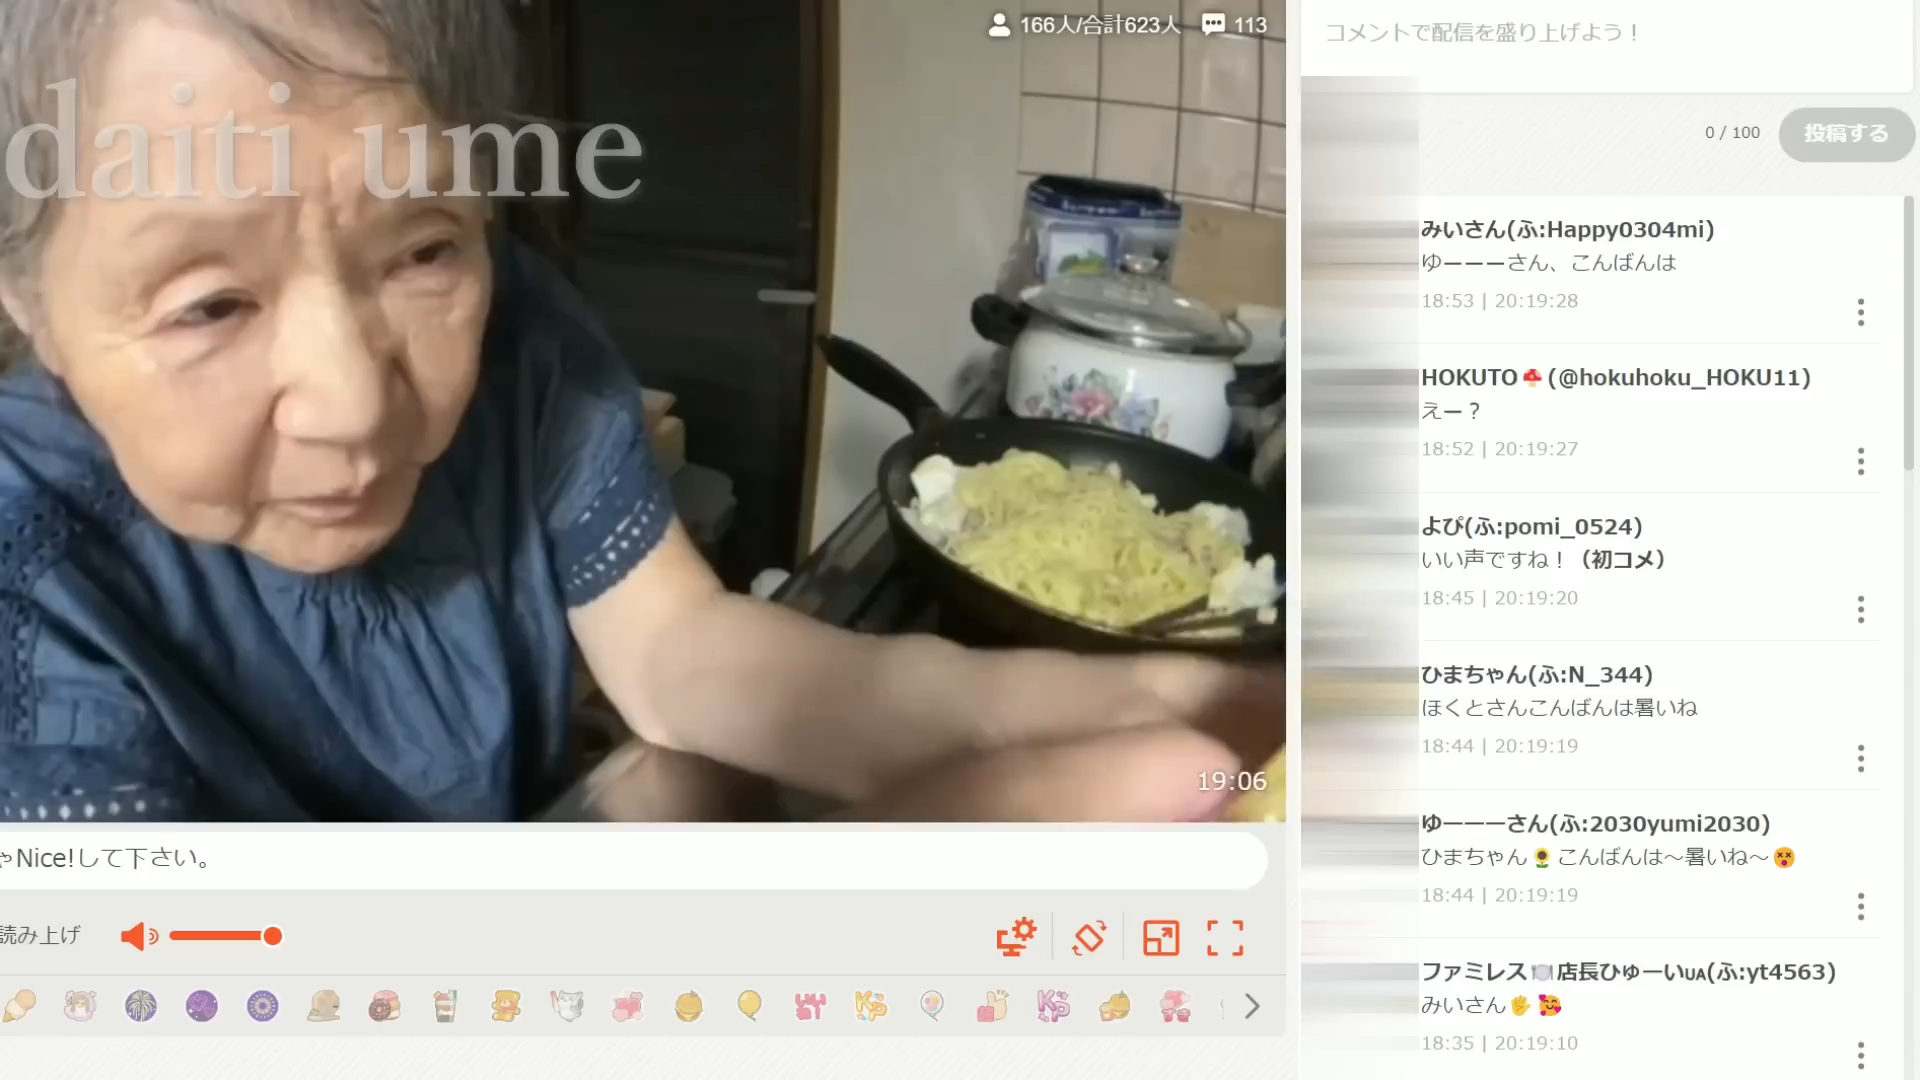 166人/合計623人 113
daiti ume
19:06
ゃNice!して下さい。
読み上げ
コメントで配信を盛り上げよう！
0 / 100 投稿する
みいさん(ふ:Happy0304mi)
ゆーーーさん、こんばんは
18:53 | 20:19:28
HOKUTO🍄(@hokuhoku_HOKU11)
えー？
18:52 | 20:19:27
よぴ(ふ:pomi_0524)
いい声ですね！（初コメ）
18:45 | 20:19:20
ひまちゃん(ふ:N_344)
ほくとさんこんばんは暑いね
18:44 | 20:19:19
ゆーーーさん(ふ:2030yumi2030)
ひまちゃん🌻こんばんは〜暑いね〜😵
18:44 | 20:19:19
ファミレス🍽️店長ひゅーいUA(ふ:yt4563)
みいさん✋🥰
18:35 | 20:19:10